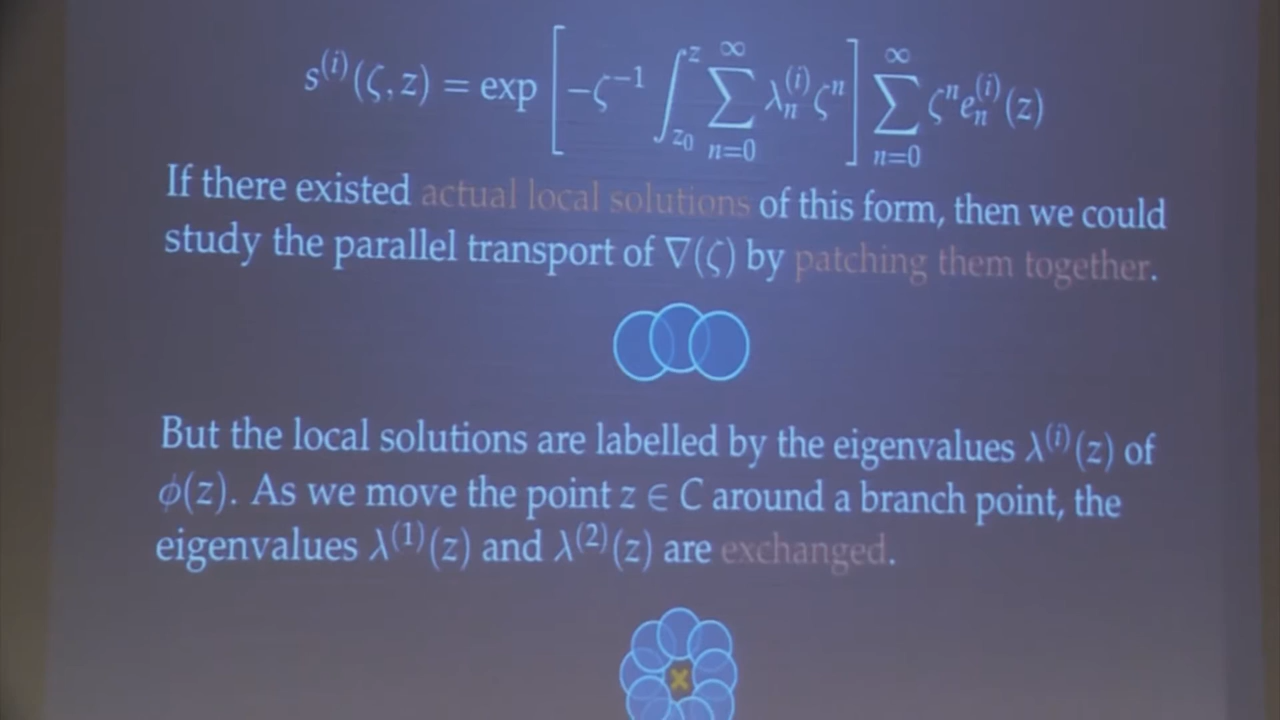 s^{(i)}(ζ, z) = exp [ −ζ^{−1} ∫_{z_0}^{z} ∑_{n=0}^{∞} λ_n^{(i)} ζ^n ] ∑_{n=0}^{∞} ζ^n e_n^{(i)}(z)
If there existed actual local solutions of this form, then we could
study the parallel transport of ∇(ζ) by patching them together.
But the local solutions are labelled by the eigenvalues λ^{(i)}(z) of
ϕ(z). As we move the point z ∈ C around a branch point, the
eigenvalues λ^{(1)}(z) and λ^{(2)}(z) are exchanged.